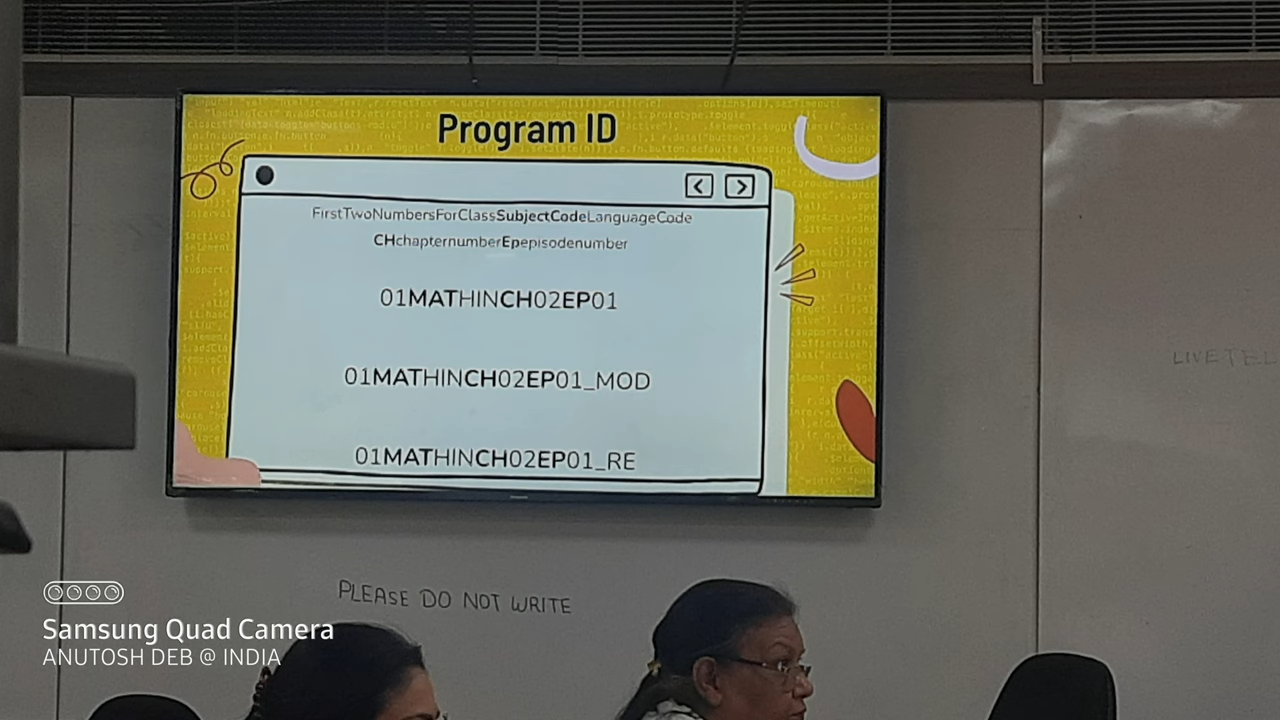 Program ID
FirstTwoNumbersForClassSubjectCodeLanguageCode
CHchapternumberEpepisodenumber
01MATHINCH02EP01
01MATHINCH02EP01_MOD
01MATHINCH02EP01_RE
PLEASE DO NOT WRITE
Samsung Quad Camera
ANUTOSH DEB @ INDIA